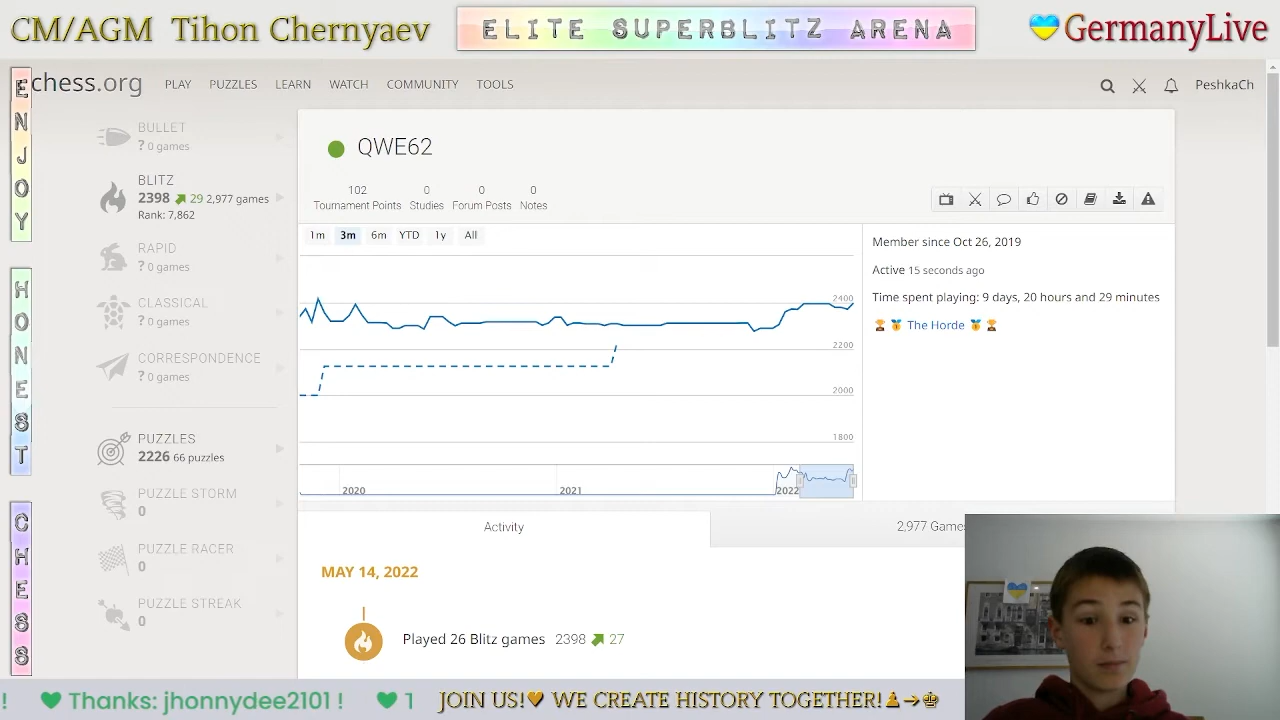 CM/AGM Tihon Chernyaev
ELITE SUPERBLITZ ARENA
GermanyLive
ENJOY
HONEST
CHESS
chess.org
PLAY PUZZLES LEARN WATCH COMMUNITY TOOLS
PeshkaCh
BULLET
? 0 games
BLITZ
2398 29 2,977 games
Rank: 7,862
RAPID
? 0 games
CLASSICAL
? 0 games
CORRESPONDENCE
? 0 games
PUZZLES
2226 66 puzzles
PUZZLE STORM
0
PUZZLE RACER
0
PUZZLE STREAK
0
QWE62
102 0 0 0
Tournament Points Studies Forum Posts Notes
1m 3m 6m YTD 1y All
2400
2200
2000
1800
2020 2021 2022
Member since Oct 26, 2019
Active 15 seconds ago
Time spent playing: 9 days, 20 hours and 29 minutes
The Horde
Activity
2,977 Games
MAY 14, 2022
Played 26 Blitz games 2398 27
! Thanks: jhonnydee2101 ! 1
JOIN US! WE CREATE HISTORY TOGETHER!